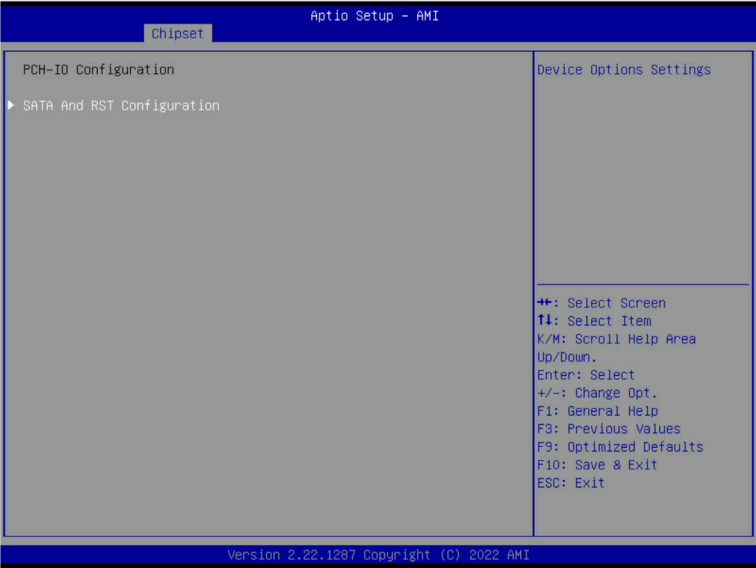 Aptio Setup – AMI
Chipset
PCH-IO Configuration
▶ SATA And RST Configuration
Device Options Settings
→←: Select Screen
↑↓: Select Item
K/M: Scroll Help Area
Up/Down.
Enter: Select
+/-: Change Opt.
F1: General Help
F3: Previous Values
F9: Optimized Defaults
F10: Save & Exit
ESC: Exit
Version 2.22.1287 Copyright (C) 2022 AMI